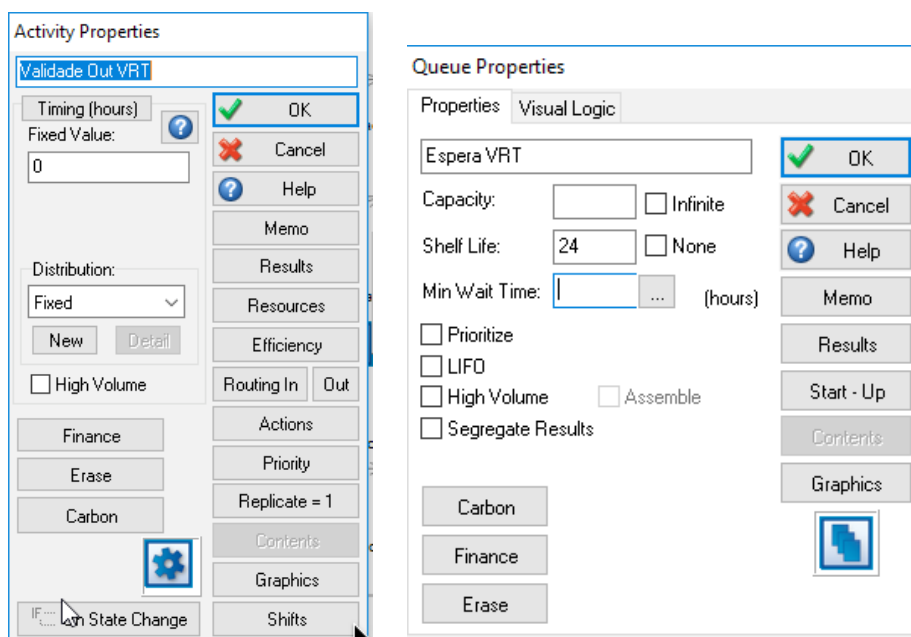 Activity Properties
Validade Out VRT
Timing (hours)
Fixed Value:
0
Distribution:
Fixed
New Detail
High Volume
Finance
Erase
Carbon
IF State Change
OK
Cancel
Help
Memo
Results
Resources
Efficiency
Routing In Out
Actions
Priority
Replicate = 1
Contents
Graphics
Shifts
Queue Properties
Properties Visual Logic
Espera VRT
Capacity: Infinite
Shelf Life: 24 None
Min Wait Time: ... (hours)
Prioritize
LIFO
High Volume Assemble
Segregate Results
Carbon
Finance
Erase
OK
Cancel
Help
Memo
Results
Start - Up
Contents
Graphics